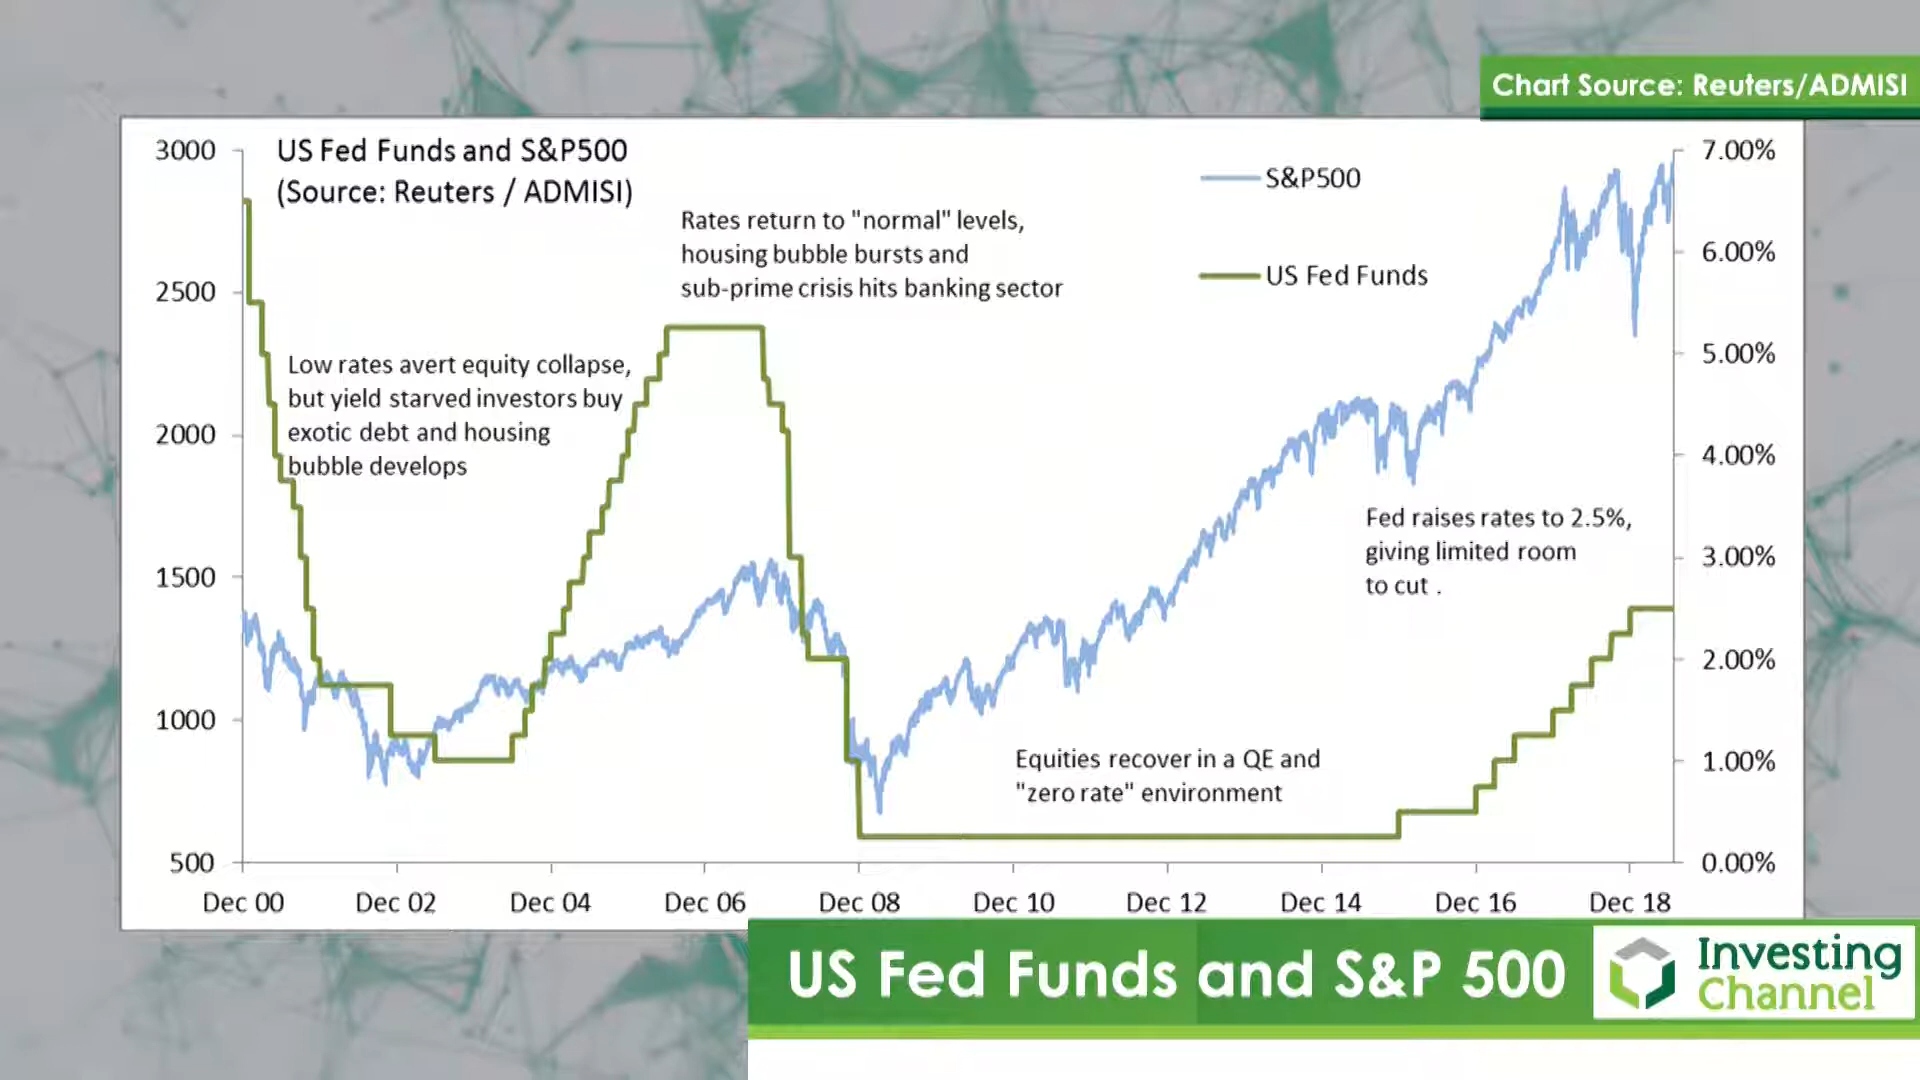 Chart Source: Reuters/ADMISI
US Fed Funds and S&P500
(Source: Reuters / ADMISI)
S&P500
US Fed Funds
Rates return to "normal" levels,
housing bubble bursts and
sub-prime crisis hits banking sector
Low rates avert equity collapse,
but yield starved investors buy
exotic debt and housing
bubble develops
Fed raises rates to 2.5%,
giving limited room
to cut .
Equities recover in a QE and
"zero rate" environment
3000
2500
2000
1500
1000
500
7.00%
6.00%
5.00%
4.00%
3.00%
2.00%
1.00%
0.00%
Dec 00 Dec 02 Dec 04 Dec 06 Dec 08 Dec 10 Dec 12 Dec 14 Dec 16 Dec 18
US Fed Funds and S&P 500
Investing
Channel